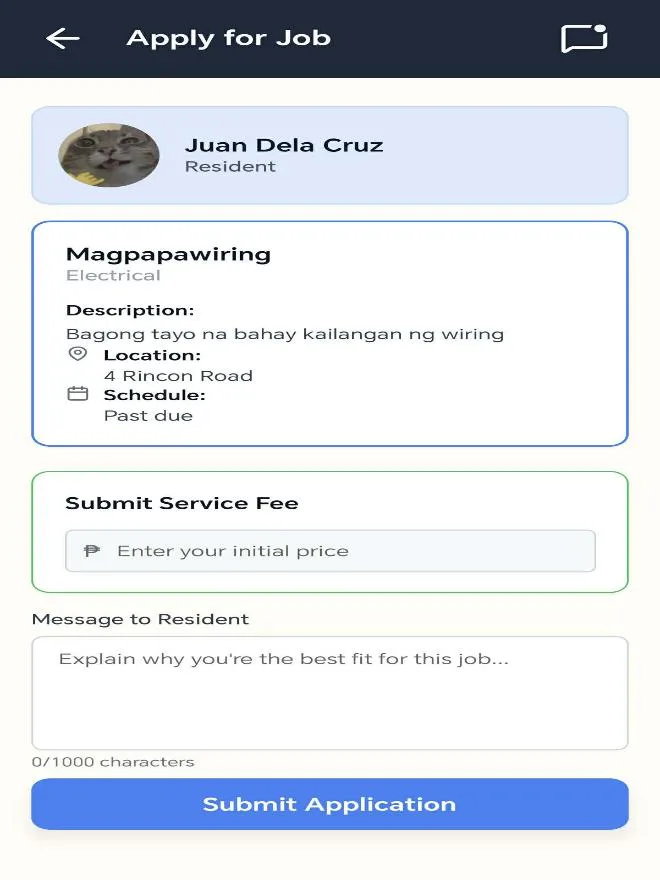 Apply for Job
Juan Dela Cruz
Resident
Magpapawiring
Electrical
Description:
Bagong tayo na bahay kailangan ng wiring
Location:
4 Rincon Road
Schedule:
Past due
Submit Service Fee
₱ Enter your initial price
Message to Resident
Explain why you're the best fit for this job...
0/1000 characters
Submit Application